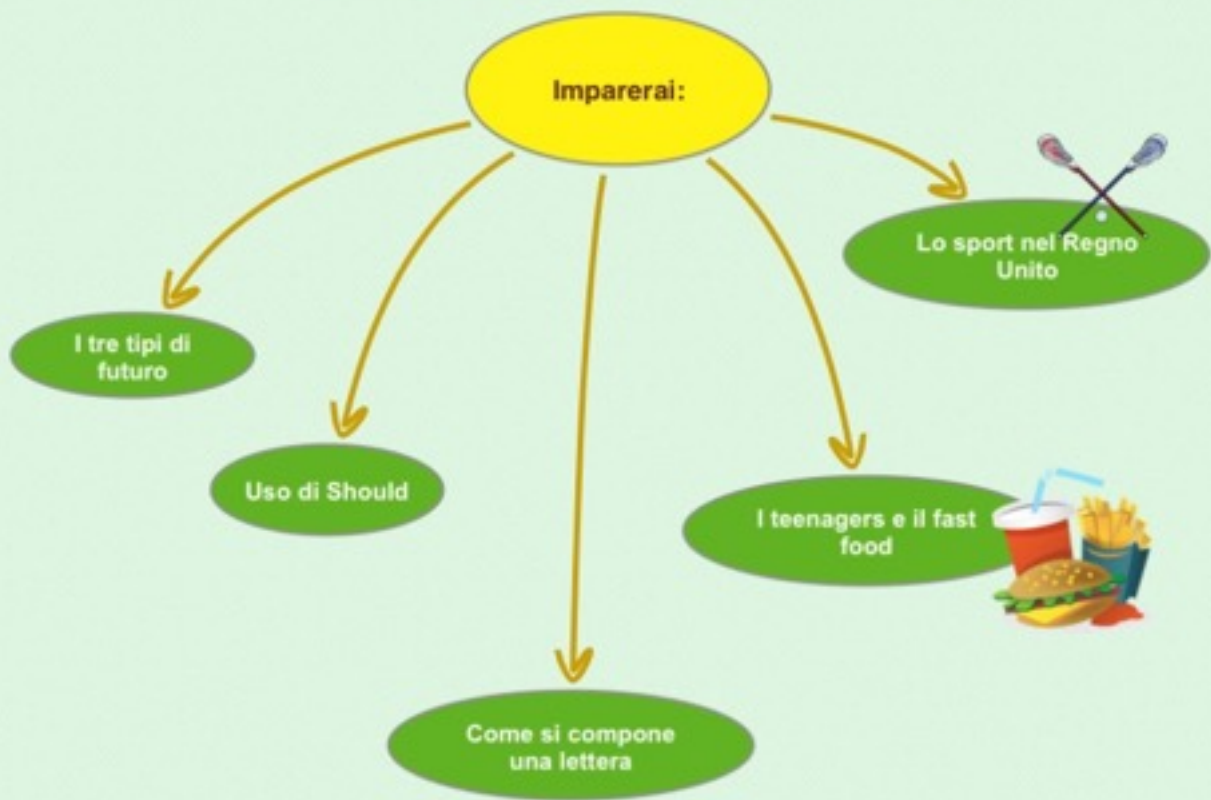 Imparerai:
Lo sport nel Regno
Unito
I tre tipi di
futuro
Uso di Should
I teenagers e il fast
food
Come si compone
una lettera